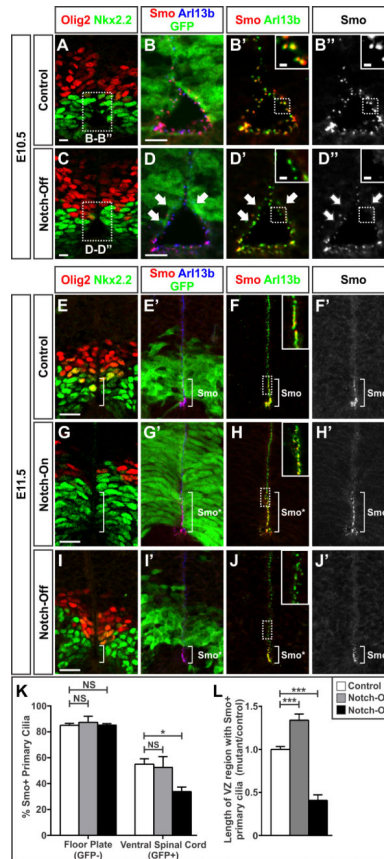 Olig2 Nkx2.2
Smo Arl13b GFP
Smo Arl13b
Smo
E10.5
Control
A
B-B''
B
B'
B''
Notch-Off
C
D-D''
D
D'
D''
Olig2 Nkx2.2
Smo Arl13b GFP
Smo Arl13b
Smo
E11.5
Control
E
E'
Smo
F
Smo
F'
Notch-On
G
G'
Smo*
H
Smo*
H'
Notch-Off
I
I'
Smo*
J
Smo*
J'
K
% Smo+ Primary Cilia
80
60
40
20
0
NS
NS
NS
*
Floor Plate (GFP-)
Ventral Spinal Cord (GFP+)
Control
L
Length of VZ region with Smo+ primary cilia (mutant/control)
1.5
1.0
0.5
0.0
***
***
Control